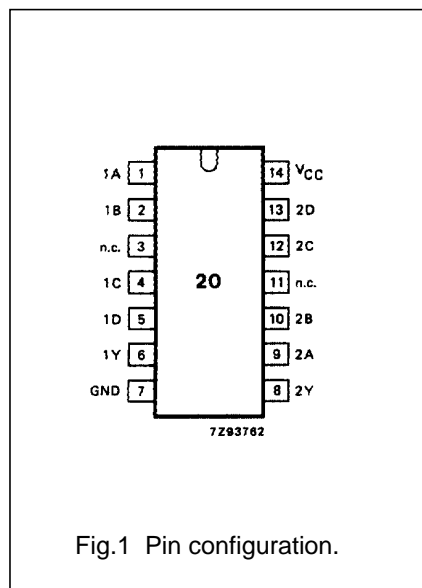 1A 1 14 VCC
1B 2 13 2D
n.c. 3 12 2C
1C 4 20 11 n.c.
1D 5 10 2B
1Y 6 9 2A
GND 7 8 2Y
7Z93762
Fig.1 Pin configuration.